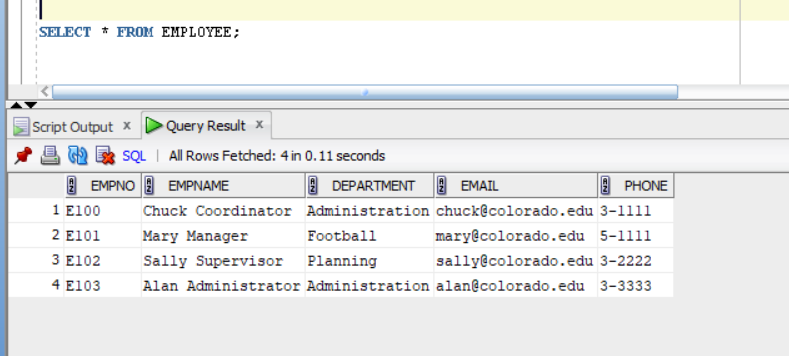 SELECT * FROM EMPLOYEE;
Script Output x Query Result x
SQL | All Rows Fetched: 4 in 0.11 seconds
EMPNO EMPNAME DEPARTMENT EMAIL PHONE
1 E100 Chuck Coordinator Administration chuck@colorado.edu 3-1111
2 E101 Mary Manager Football mary@colorado.edu 5-1111
3 E102 Sally Supervisor Planning sally@colorado.edu 3-2222
4 E103 Alan Administrator Administration alan@colorado.edu 3-3333